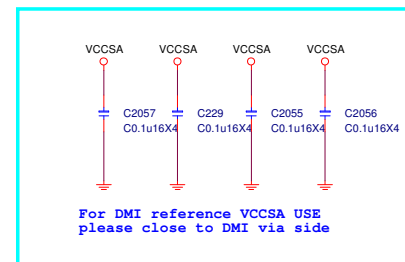 VCCSA VCCSA VCCSA VCCSA
C2057 C229 C2055 C2056
C0.1u16X4 C0.1u16X4 C0.1u16X4 C0.1u16X4
For DMI reference VCCSA USE
please close to DMI via side